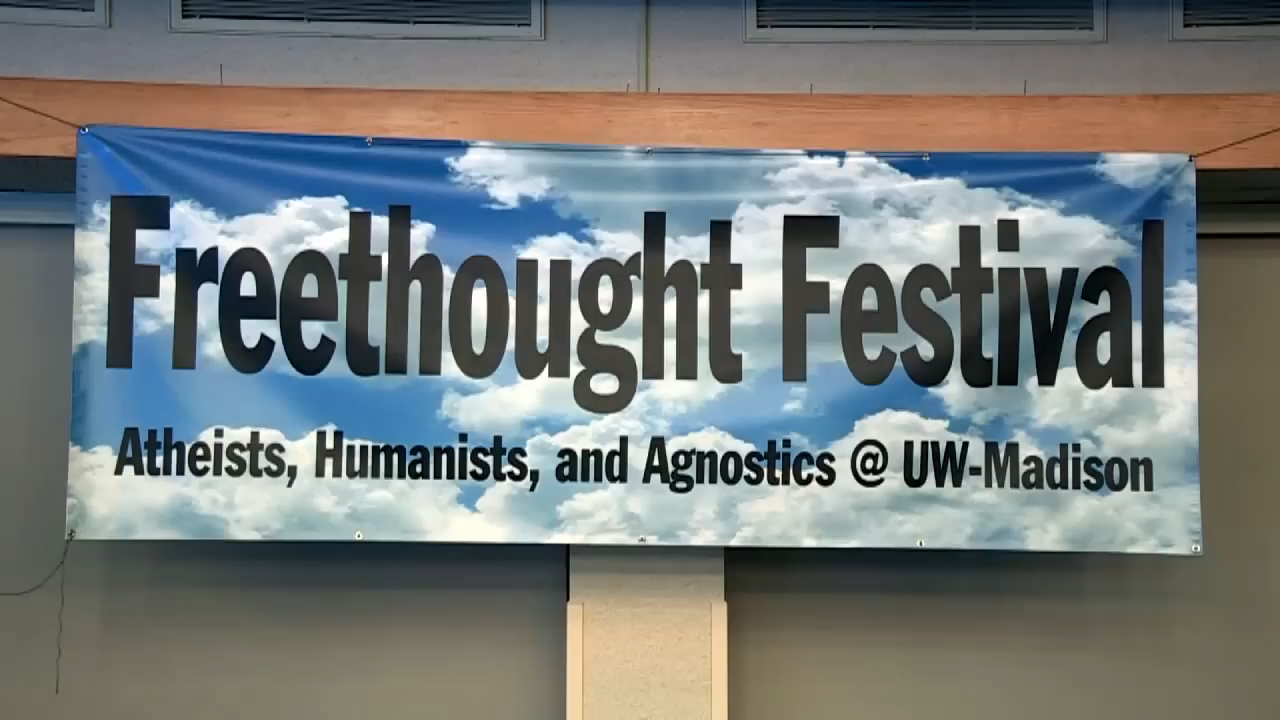 Freethought Festival
Atheists, Humanists, and Agnostics @ UW-Madison